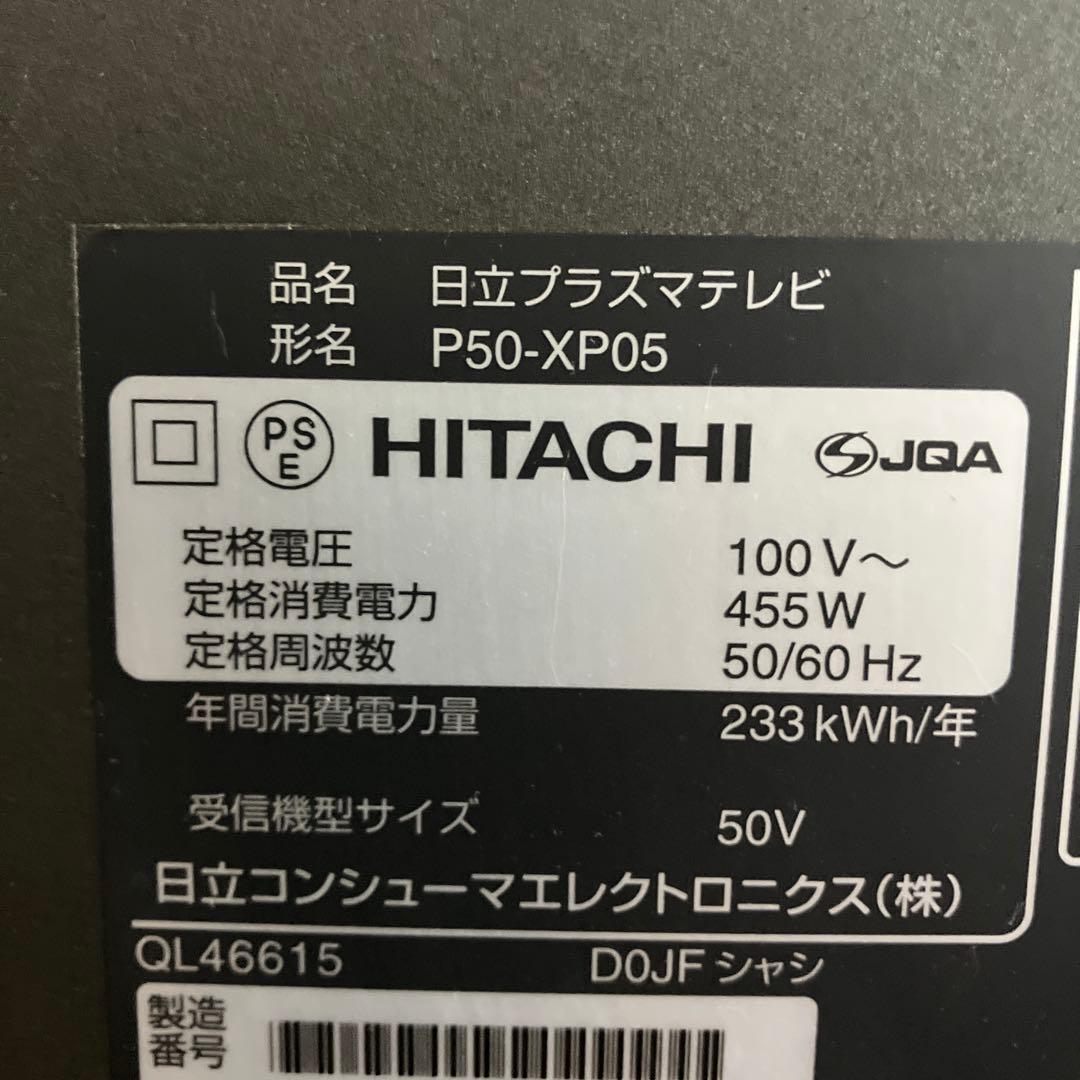 品名 日立プラズマテレビ
形名 P50-XP05
PS E HITACHI JQA
定格電圧 100V～
定格消費電力 455W
定格周波数 50/60Hz
年間消費電力量 233kWh/年
受信機型サイズ 50V
日立コンシューマエレクトロニクス(株)
QL46615 D0JFシャシ
製造
番号